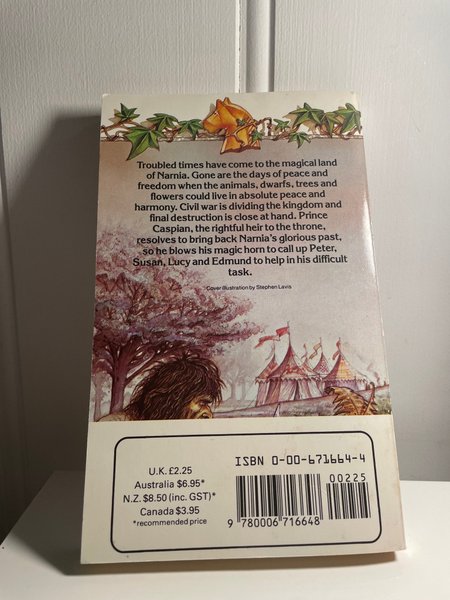 Troubled times have come to the magical land
of Narnia. Gone are the days of peace and
freedom when the animals, dwarfs, trees and
flowers could live in absolute peace and
harmony. Civil war is dividing the kingdom and
final destruction is close at hand. Prince
Caspian, the rightful heir to the throne,
resolves to bring back Narnia's glorious past,
so he blows his magic horn to call up Peter,
Susan, Lucy and Edmund to help in his difficult
task.
Cover illustration by Stephen Lavis
U.K. £2.25
Australia $6.95*
N.Z. $8.50 (inc. GST)*
Canada $3.95
*recommended price
ISBN 0-00-671664-4
00225
9 780006 716648